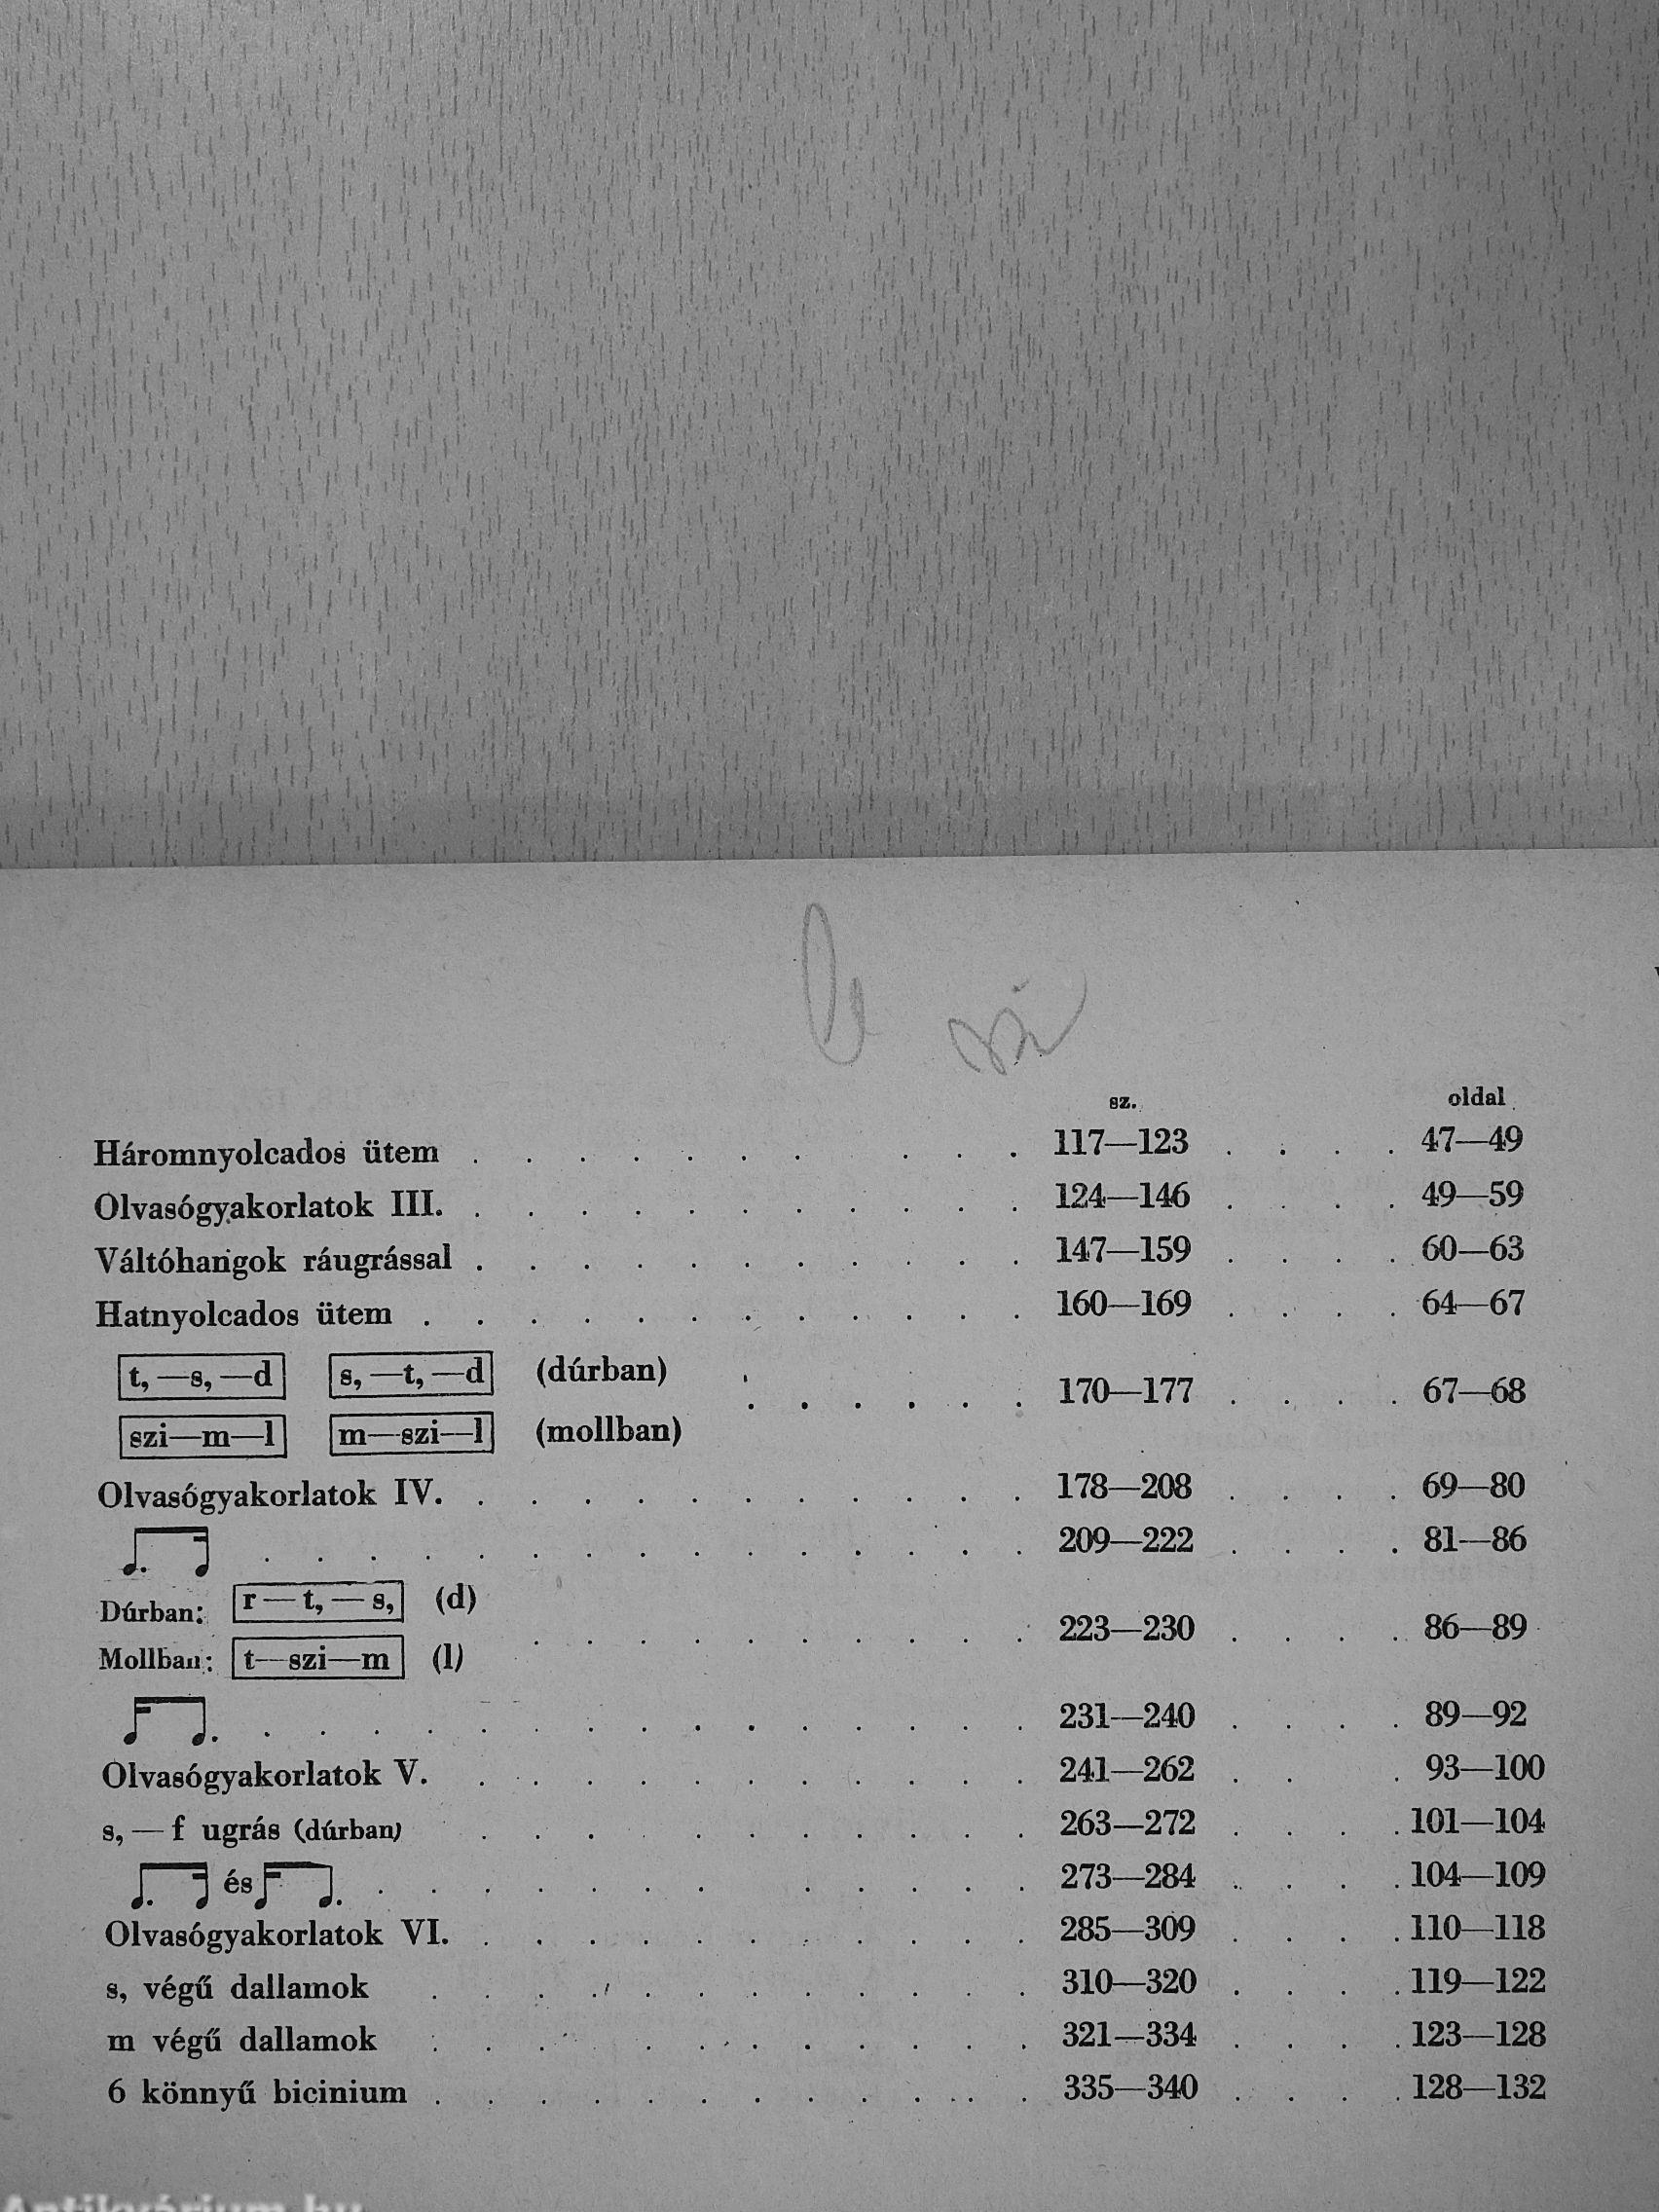 sz. oldal
Háromnyolcados ütem . . . . . . . . . . 117—123 . . . . 47—49
Olvasógyakorlatok III. . . . . . . . . . . . 124—146 . . . . 49—59
Váltóhangok ráugrással . . . . . . . . . . . 147—159 . . . . 60—63
Hatnyolcados ütem . . . . . . . . . . . . 160—169 . . . . 64—67
t, —s, —d s, —t, —d (dúrban)
. . . . . . 170—177 . . . . 67—68
szi—m—l m—szi—l (mollban)
Olvasógyakorlatok IV. . . . . . . . . . . . 178—208 . . . . 69—80
. . . . . . . . . . . . . . . 209—222 . . . . 81—86
Dúrban: r — t, — s, (d)
. . . . . . . . . . 223—230 . . . . 86—89
Mollban: t—szi—m (l)
. . . . . . . . . . . . . . . 231—240 . . . . 89—92
Olvasógyakorlatok V. . . . . . . . . . . . 241—262 . . . 93—100
s, — f ugrás (dúrban) . . . . . . . . . . . 263—272 . . . . 101—104
és . . . . . . . . . . . . 273—284 . . . . 104—109
Olvasógyakorlatok VI. . . . . . . . . . . . 285—309 . . . . 110—118
s, végű dallamok . . . . . . . . . . . . 310—320 . . . . 119—122
m végű dallamok . . . . . . . . . . . . 321—334 . . . . 123—128
6 könnyű bicinium . . . . . . . . . . . . 335—340 . . . . 128—132